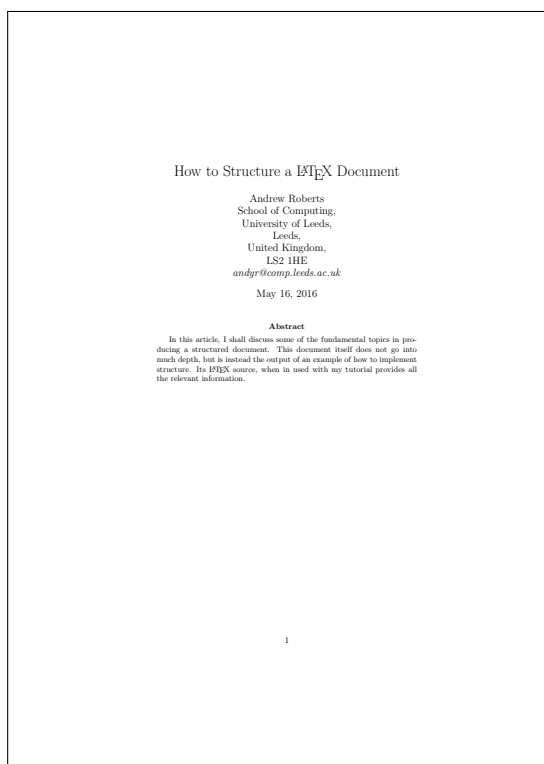 How to Structure a LATEX Document
Andrew Roberts
School of Computing,
University of Leeds,
Leeds,
United Kingdom,
LS2 1HE
andyr@comp.leeds.ac.uk
May 16, 2016
Abstract
In this article, I shall discuss some of the fundamental topics in pro-
ducing a structured document. This document itself does not go into
much depth, but is instead the output of an example of how to implement
structure. Its LATEX source, when in used with my tutorial provides all
the relevant information.
1